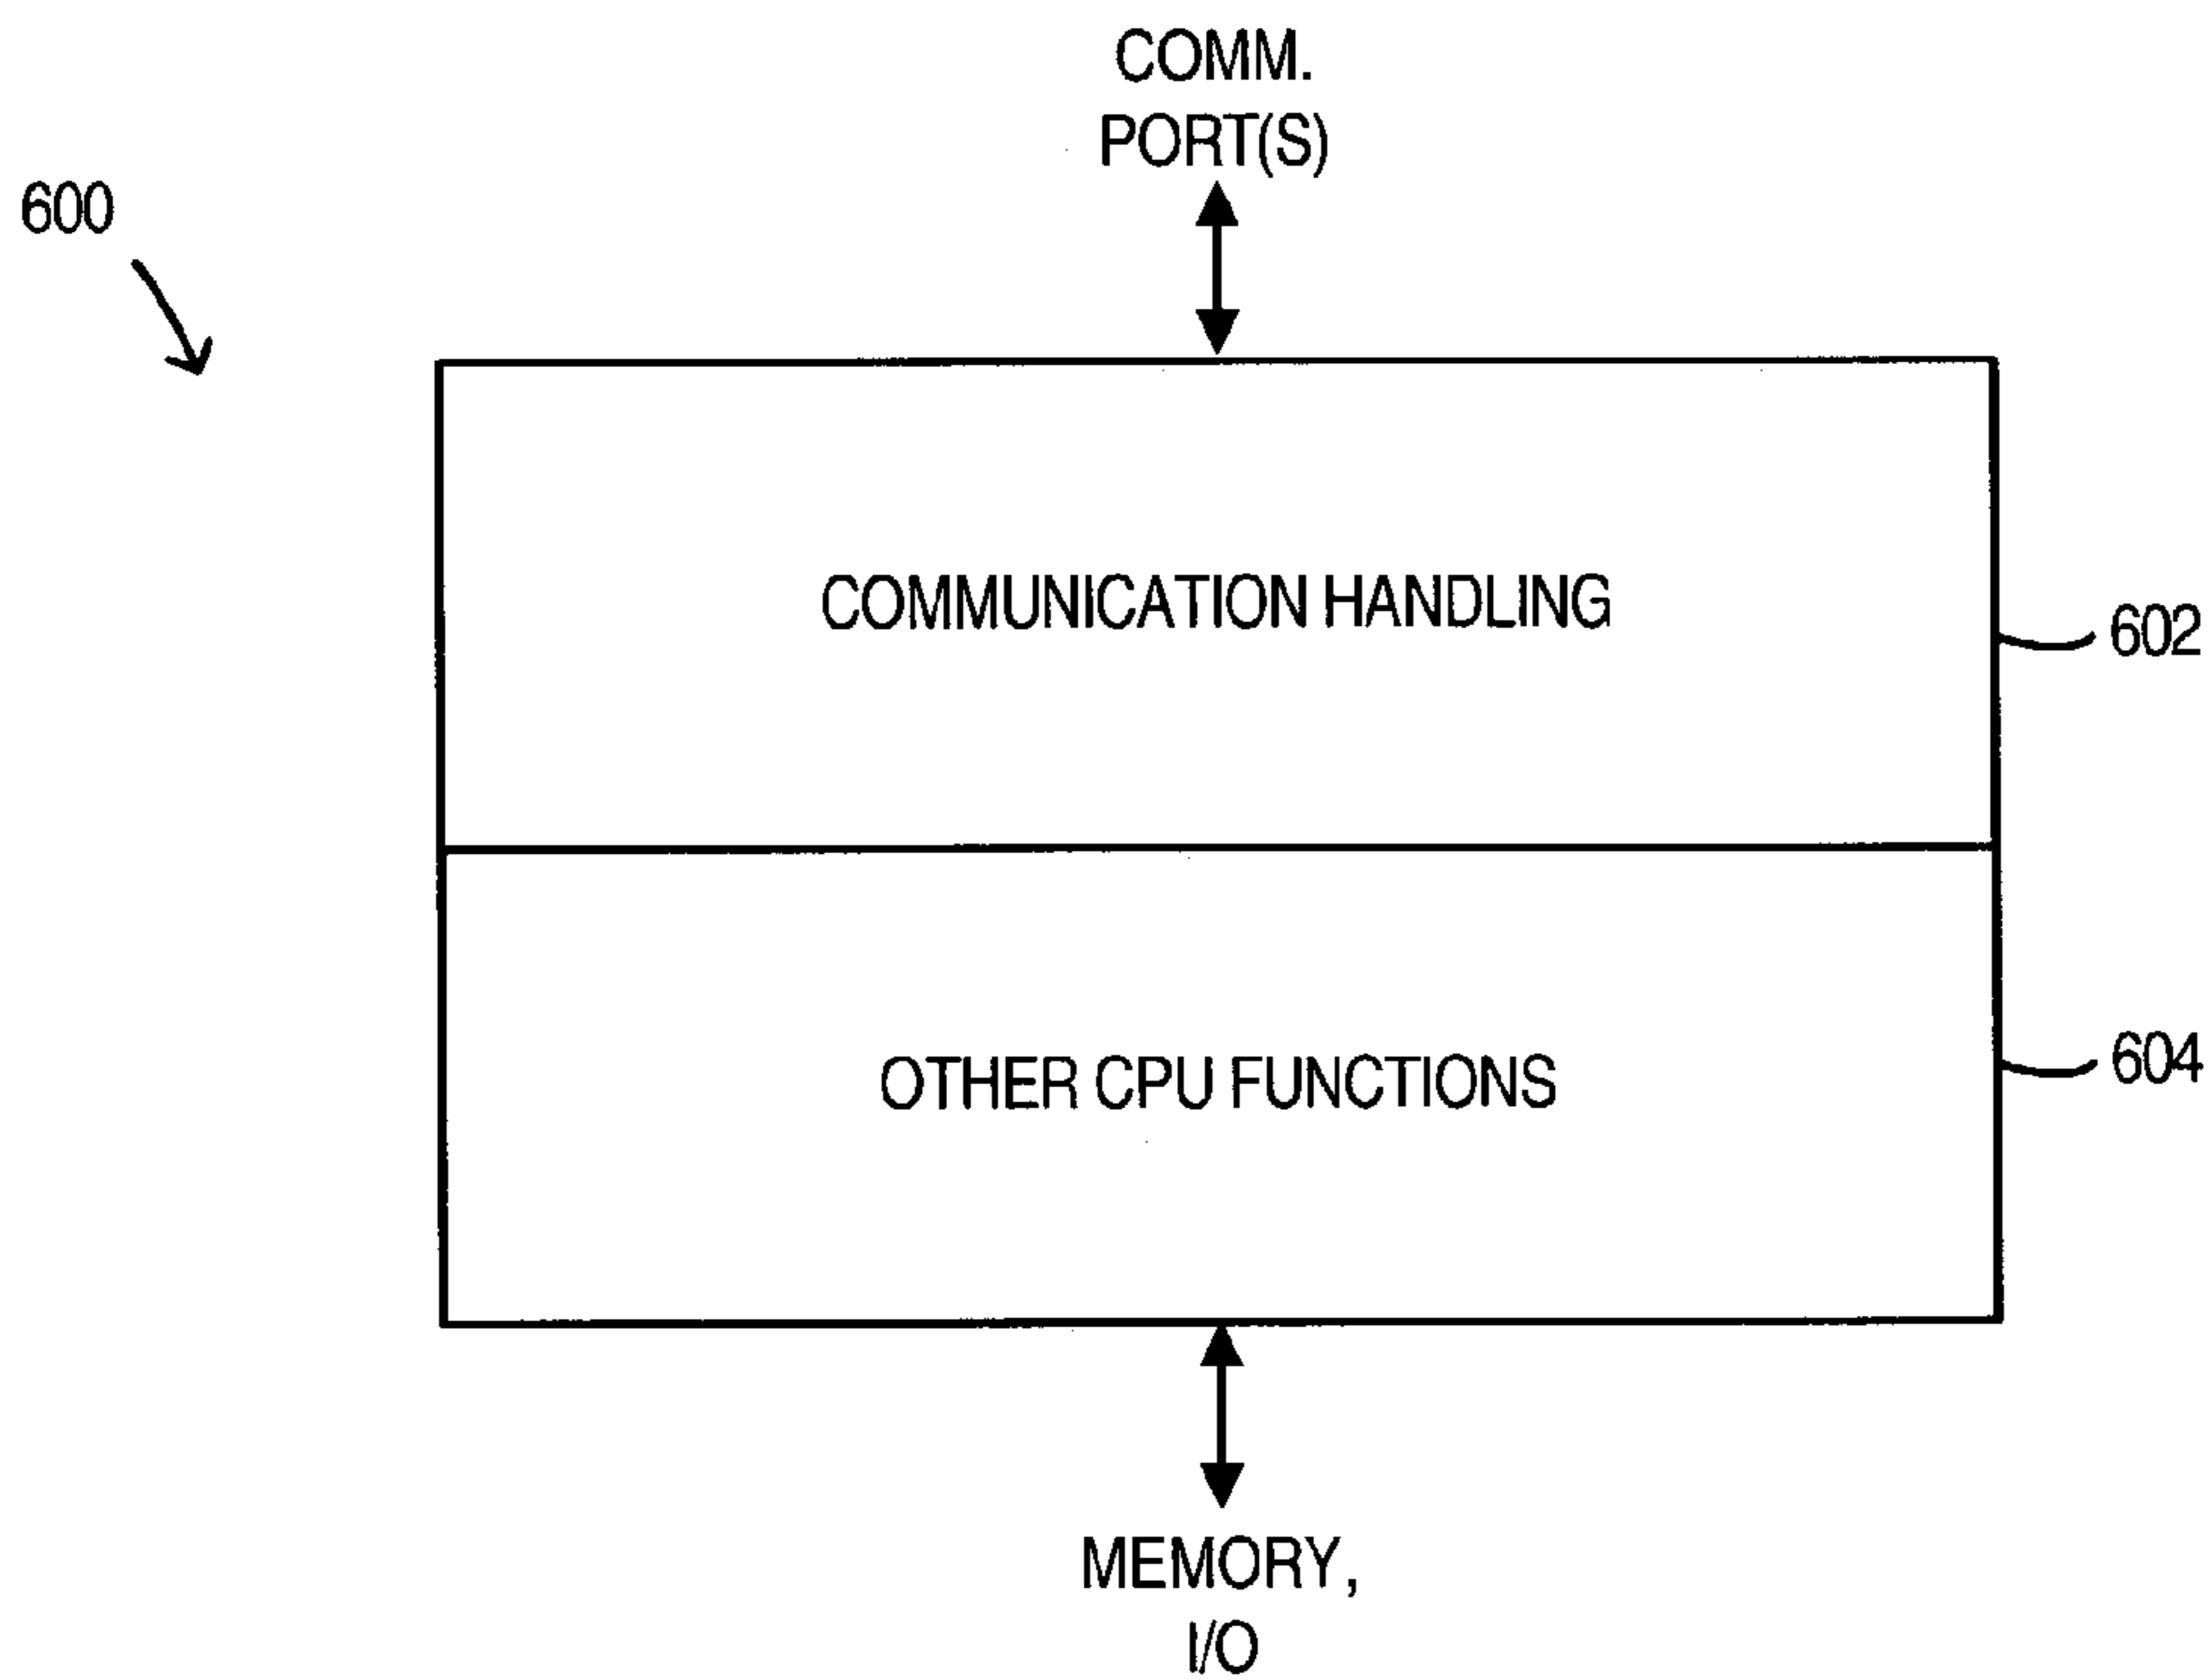 COMM.
PORT(S)
600
COMMUNICATION HANDLING
602
OTHER CPU FUNCTIONS
604
MEMORY,
I/O